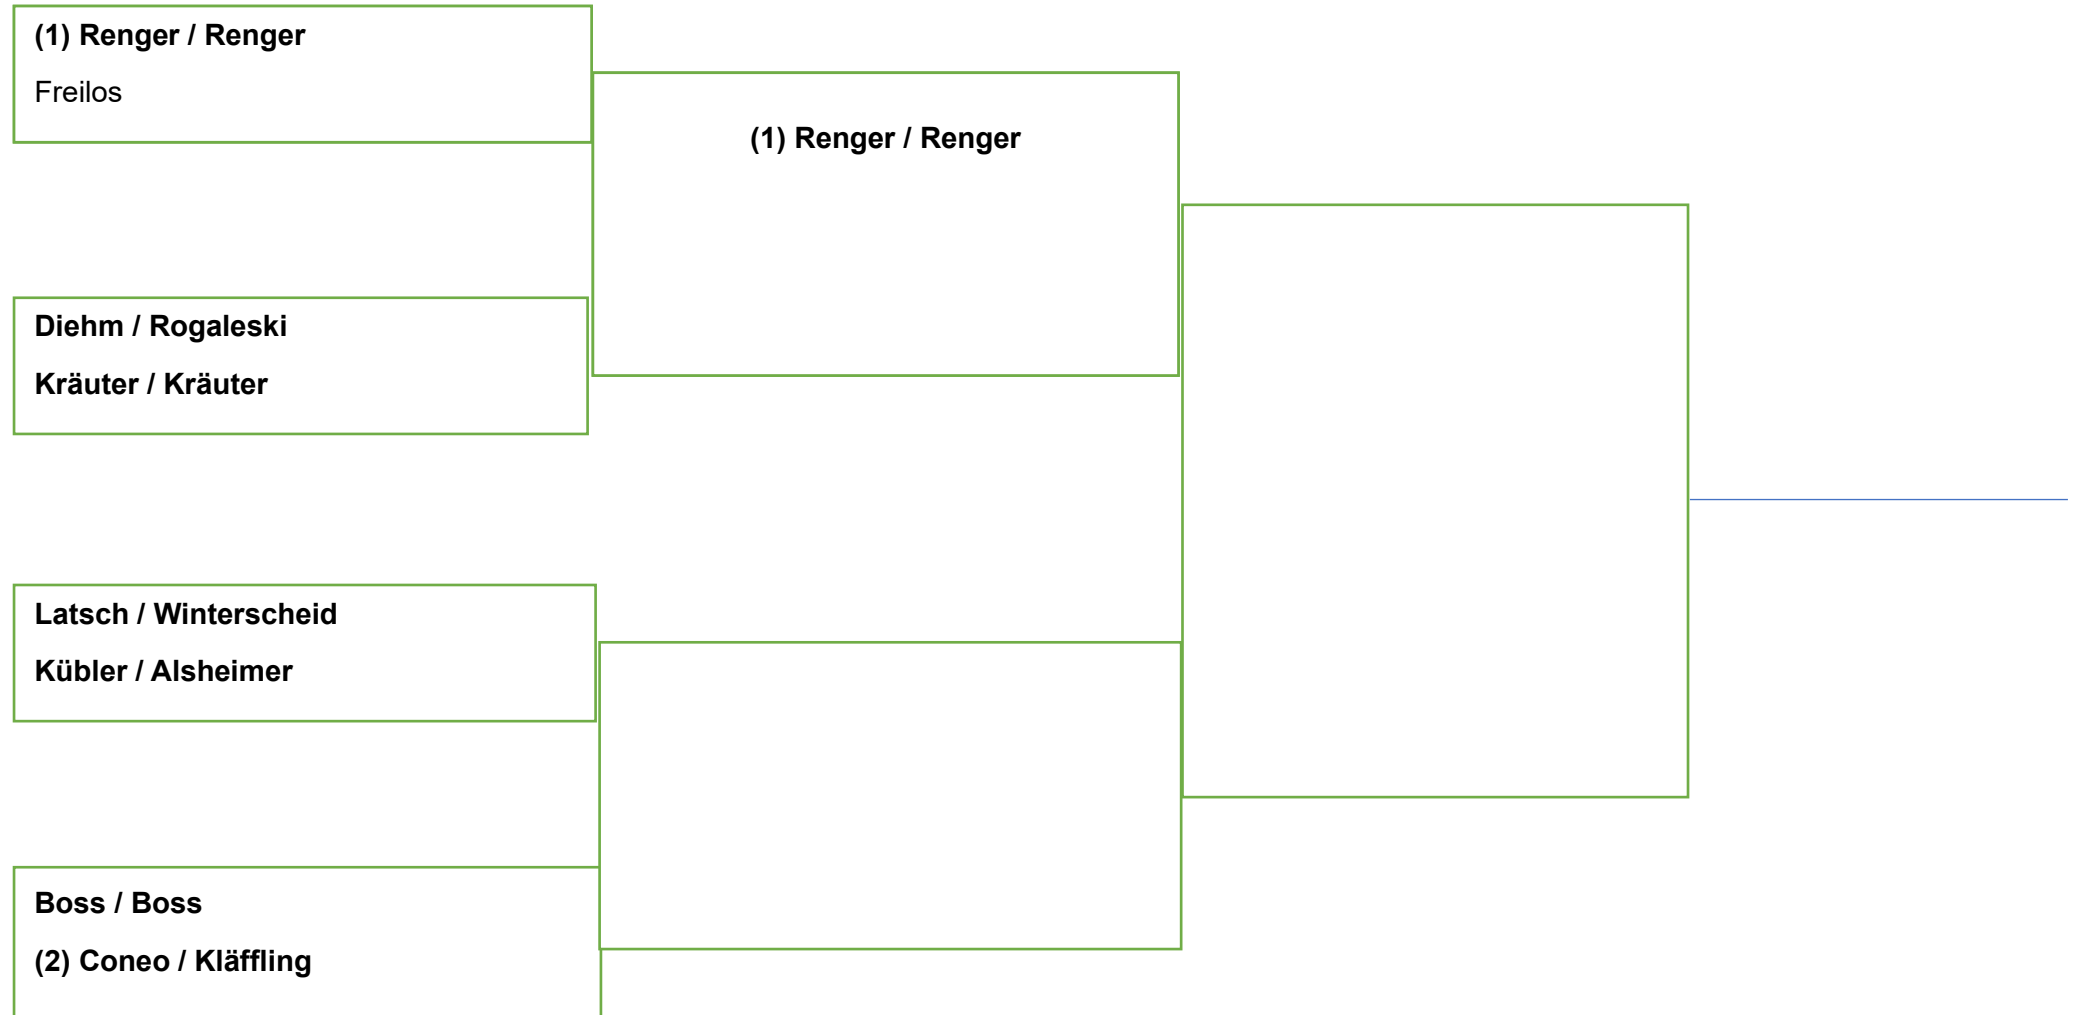 (1) Renger / Renger
Freilos
(1) Renger / Renger
Diehm / Rogaleski
Kräuter / Kräuter
Latsch / Winterscheid
Kübler / Alsheimer
Boss / Boss
(2) Coneo / Kläffling